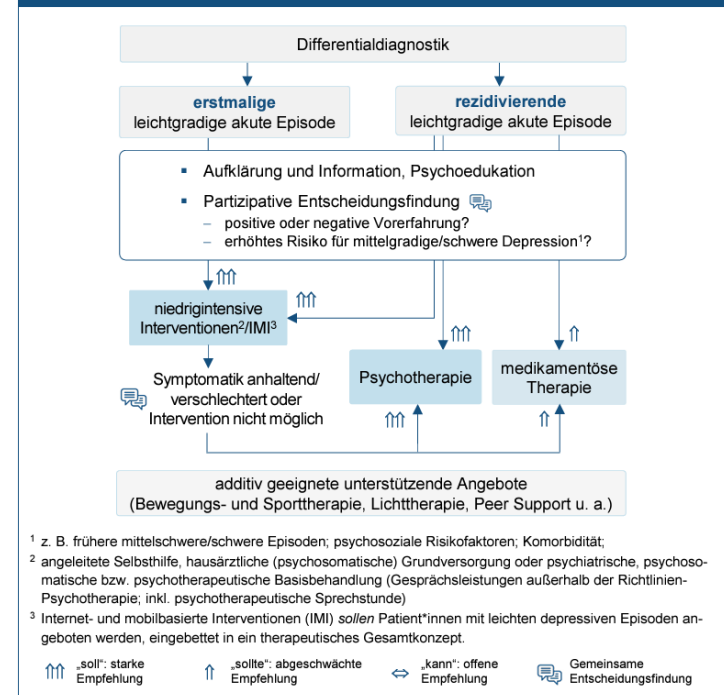 Differentialdiagnostik
erstmalige
leichtgradige akute Episode
rezidivierende
leichtgradige akute Episode
▪ Aufklärung und Information, Psychoedukation
▪ Partizipative Entscheidungsfindung
– positive oder negative Vorerfahrung?
– erhöhtes Risiko für mittelgradige/schwere Depression¹?
⇑⇑
niedrigintensive
Interventionen²/IMI³
⇑⇑
⇑⇑
⇑
Symptomatik anhaltend/
verschlechtert oder
Intervention nicht möglich
Psychotherapie
medikamentöse
Therapie
⇑⇑
⇑
additiv geeignete unterstützende Angebote
(Bewegungs- und Sporttherapie, Lichttherapie, Peer Support u. a.)
¹ z. B. frühere mittelschwere/schwere Episoden; psychosoziale Risikofaktoren; Komorbidität;
² angeleitete Selbsthilfe, hausärztliche (psychosomatische) Grundversorgung oder psychiatrische, psychoso-
matische bzw. psychotherapeutische Basisbehandlung (Gesprächsleistungen außerhalb der Richtlinien-
Psychotherapie; inkl. psychotherapeutische Sprechstunde)
³ Internet- und mobilbasierte Interventionen (IMI) sollen Patient*innen mit leichten depressiven Episoden an-
geboten werden, eingebettet in ein therapeutisches Gesamtkonzept.
⇑⇑ „soll“: starke
Empfehlung
⇑ „sollte“: abgeschwächte
Empfehlung
⇔ „kann“: offene
Empfehlung
Gemeinsame
Entscheidungsfindung